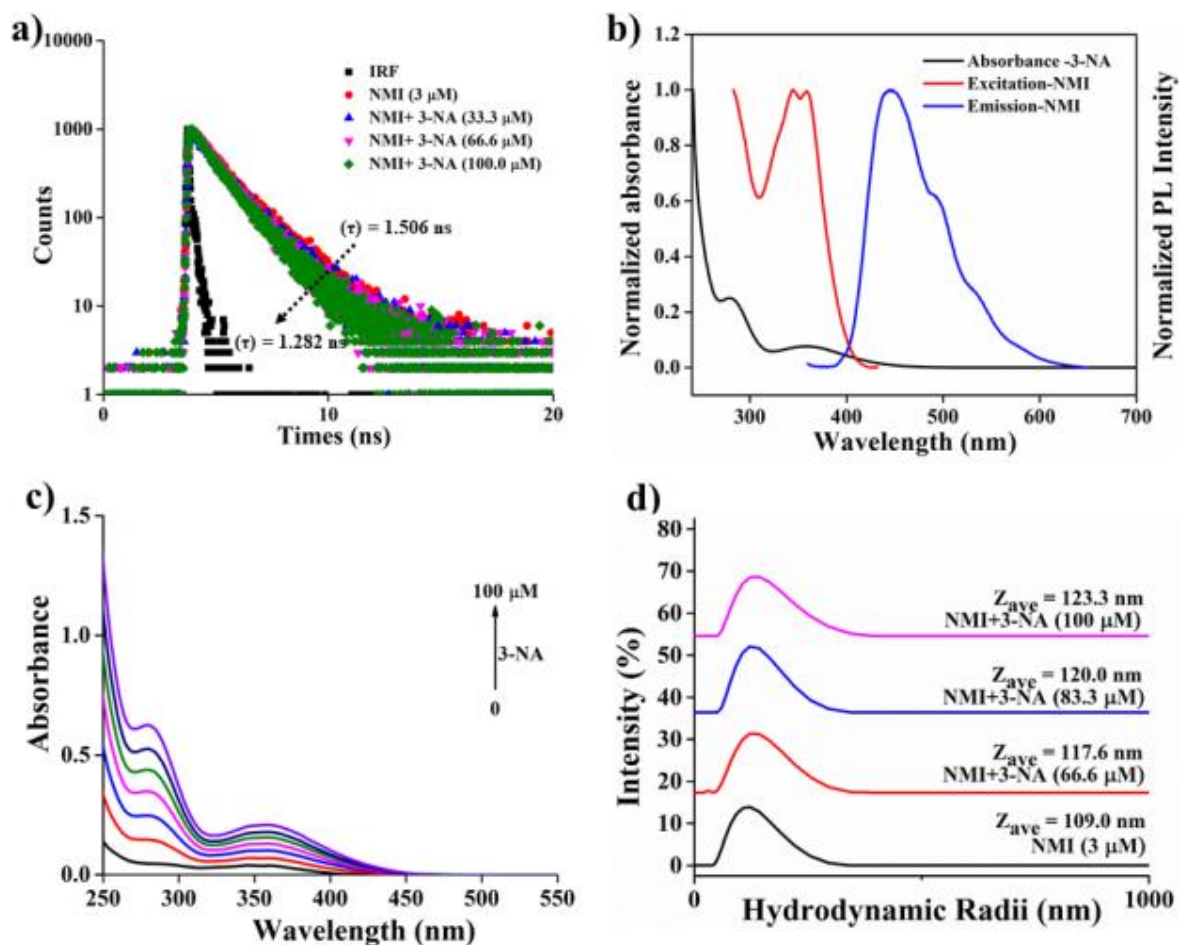 a)
10000
1000
100
10
1
Counts
IRF
NMI (3 µM)
NMI+ 3-NA (33.3 µM)
NMI+ 3-NA (66.6 µM)
NMI+ 3-NA (100.0 µM)
(τ) = 1.506 ns
(τ) = 1.282 ns
0 10 20
Times (ns)
b)
1.2
1.0
0.8
0.6
0.4
0.2
0.0
Normalized absorbance
Normalized PL Intensity
Absorbance -3-NA
Excitation-NMI
Emission-NMI
300 400 500 600 700
Wavelength (nm)
c)
1.5
1.0
0.5
0.0
Absorbance
100 µM
3-NA
0
250 300 350 400 450 500 550
Wavelength (nm)
d)
80
70
60
50
40
30
20
10
0
Intensity (%)
Zave = 123.3 nm
NMI+3-NA (100 µM)
Zave = 120.0 nm
NMI+3-NA (83.3 µM)
Zave = 117.6 nm
NMI+3-NA (66.6 µM)
Zave = 109.0 nm
NMI (3 µM)
0 1000
Hydrodynamic Radii (nm)